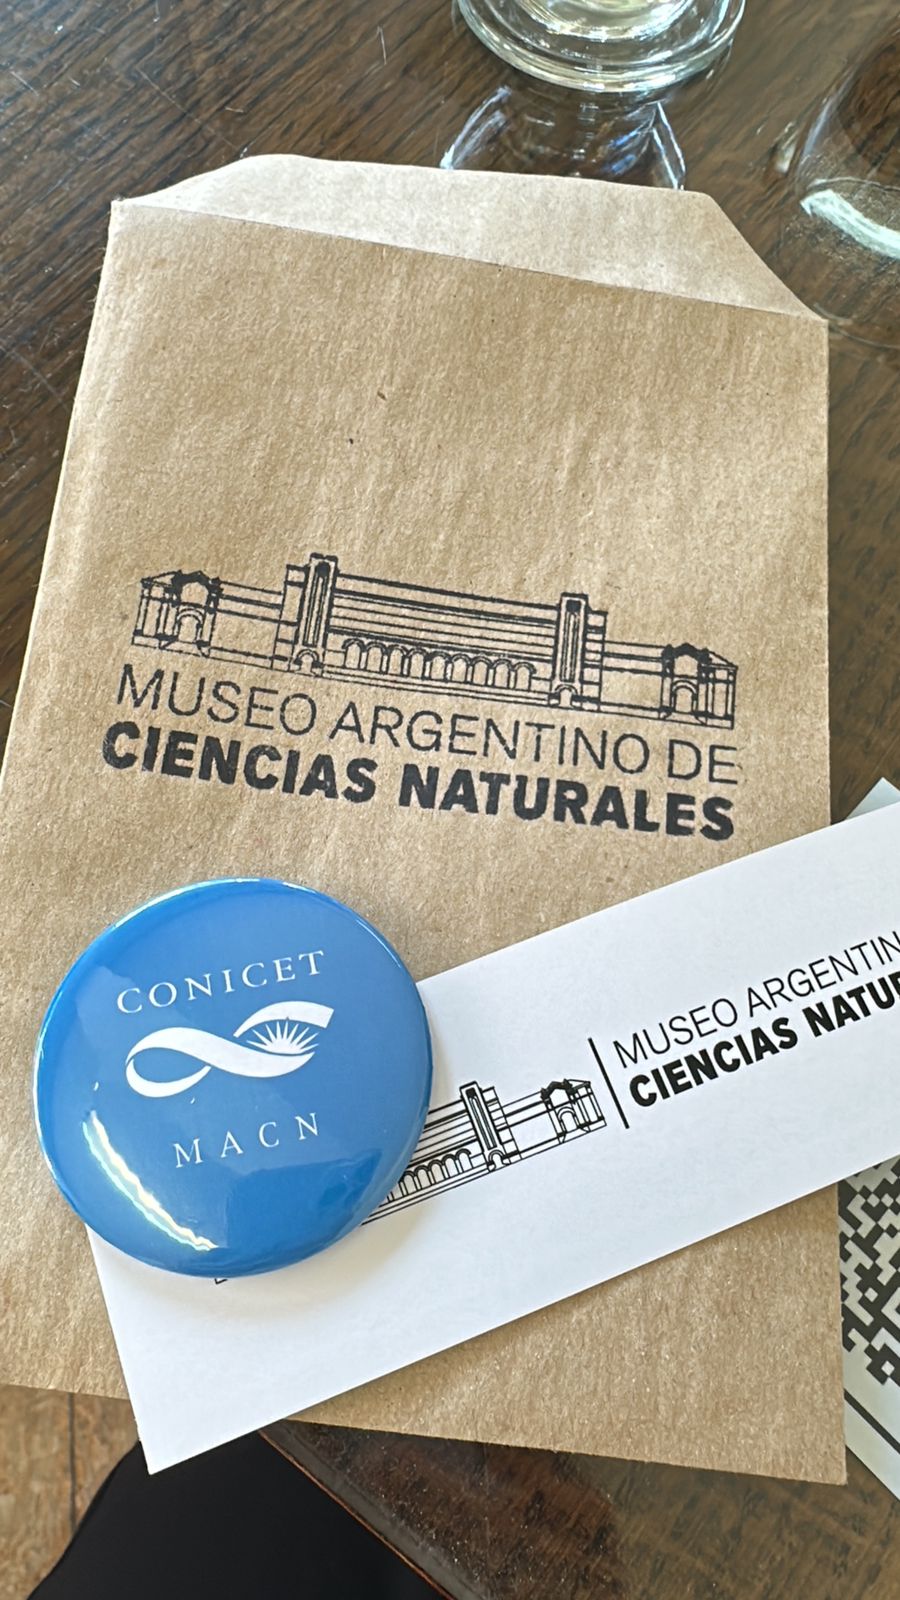 MUSEO ARGENTINO DE
CIENCIAS NATURALES
CONICET
MACN
MUSEO ARGENTIN
CIENCIAS NATUR